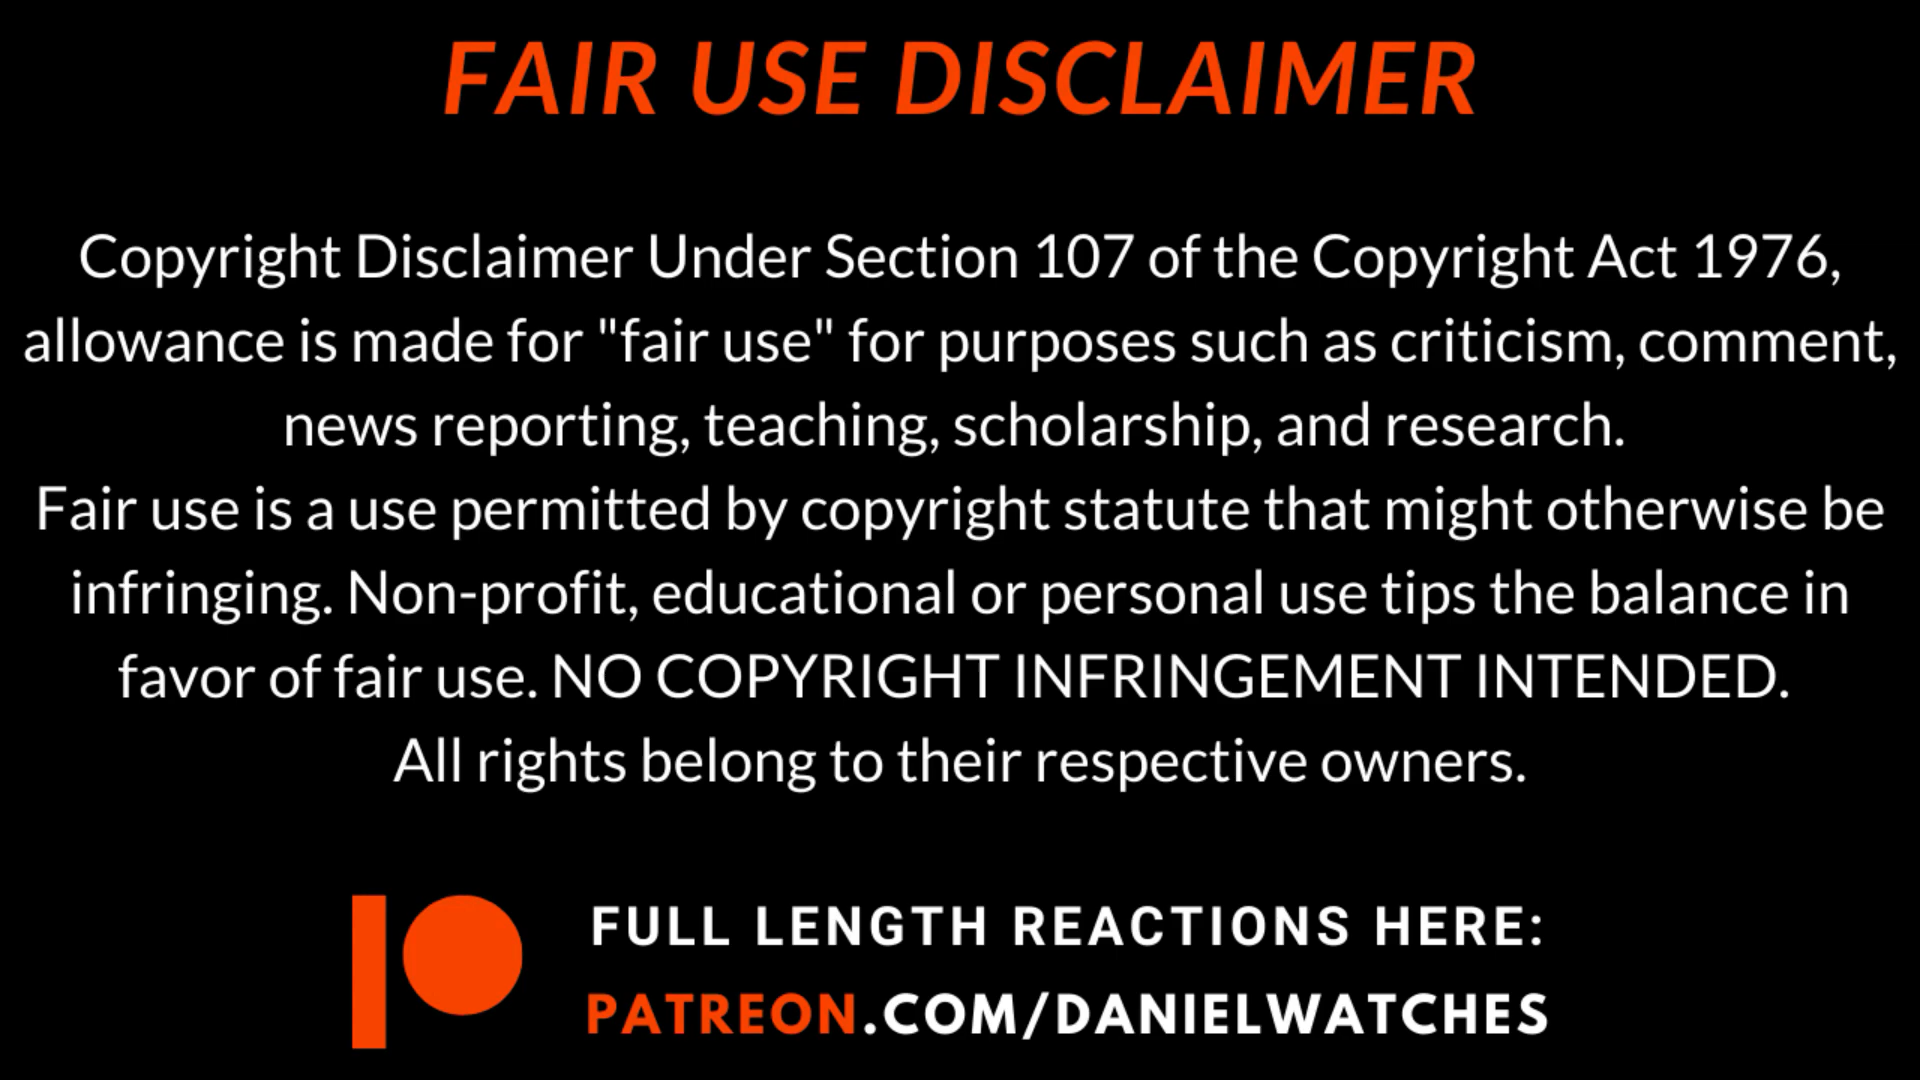 FAIR USE DISCLAIMER
Copyright Disclaimer Under Section 107 of the Copyright Act 1976,
allowance is made for "fair use" for purposes such as criticism, comment,
news reporting, teaching, scholarship, and research.
Fair use is a use permitted by copyright statute that might otherwise be
infringing. Non-profit, educational or personal use tips the balance in
favor of fair use. NO COPYRIGHT INFRINGEMENT INTENDED.
All rights belong to their respective owners.
FULL LENGTH REACTIONS HERE:
PATREON.COM/DANIELWATCHES